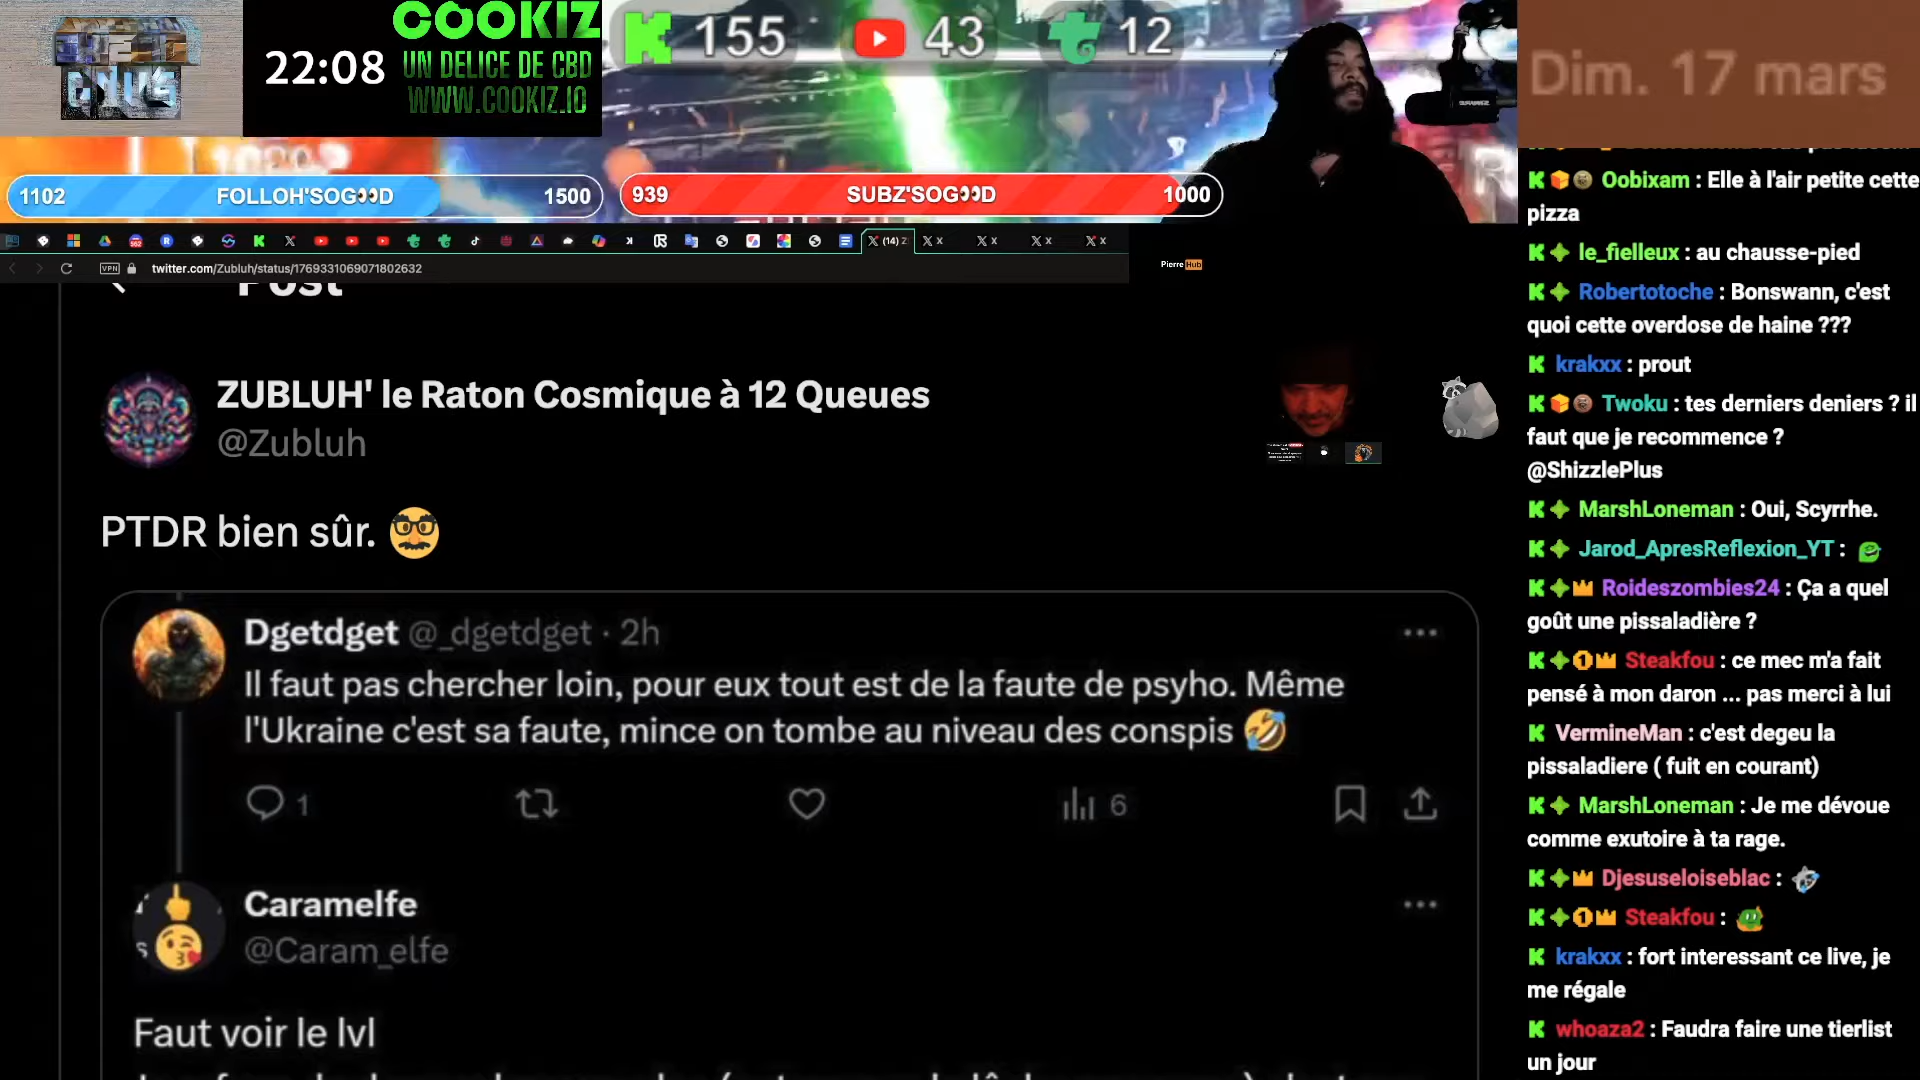 22:08
COOKIZ
UN DELICE DE CBD
WWW.COOKIZ.IO
155
43
12
Dim. 17 mars
1102 FOLLOH'SOG👀D 1500
939 SUBZ'SOG👀D 1000
twitter.com/Zubluh/status/1769331069071802632
VPN
Pierre Hub
Post
ZUBLUH' le Raton Cosmique à 12 Queues
@Zubluh
PTDR bien sûr. 🥸
Dgetdget @_dgetdget · 2h
Il faut pas chercher loin, pour eux tout est de la faute de psyho. Même
l'Ukraine c'est sa faute, mince on tombe au niveau des conspis 🤣
1
6
Caramelfe
@Caram_elfe
Faut voir le lvl
Oobixam : Elle à l'air petite cette
pizza
le_fielleux : au chausse-pied
Robertotoche : Bonswann, c'est
quoi cette overdose de haine ???
krakxx : prout
Twoku : tes derniers deniers ? il
faut que je recommence ?
@ShizzlePlus
MarshLoneman : Oui, Scyrrhe.
Jarod_ApresReflexion_YT :
Roideszombies24 : Ça a quel
goût une pissaladière ?
Steakfou : ce mec m'a fait
pensé à mon daron ... pas merci à lui
VermineMan : c'est degeu la
pissaladiere ( fuit en courant)
MarshLoneman : Je me dévoue
comme exutoire à ta rage.
Djesuseloiseblac :
Steakfou :
krakxx : fort interessant ce live, je
me régale
whoaza2 : Faudra faire une tierlist
un jour